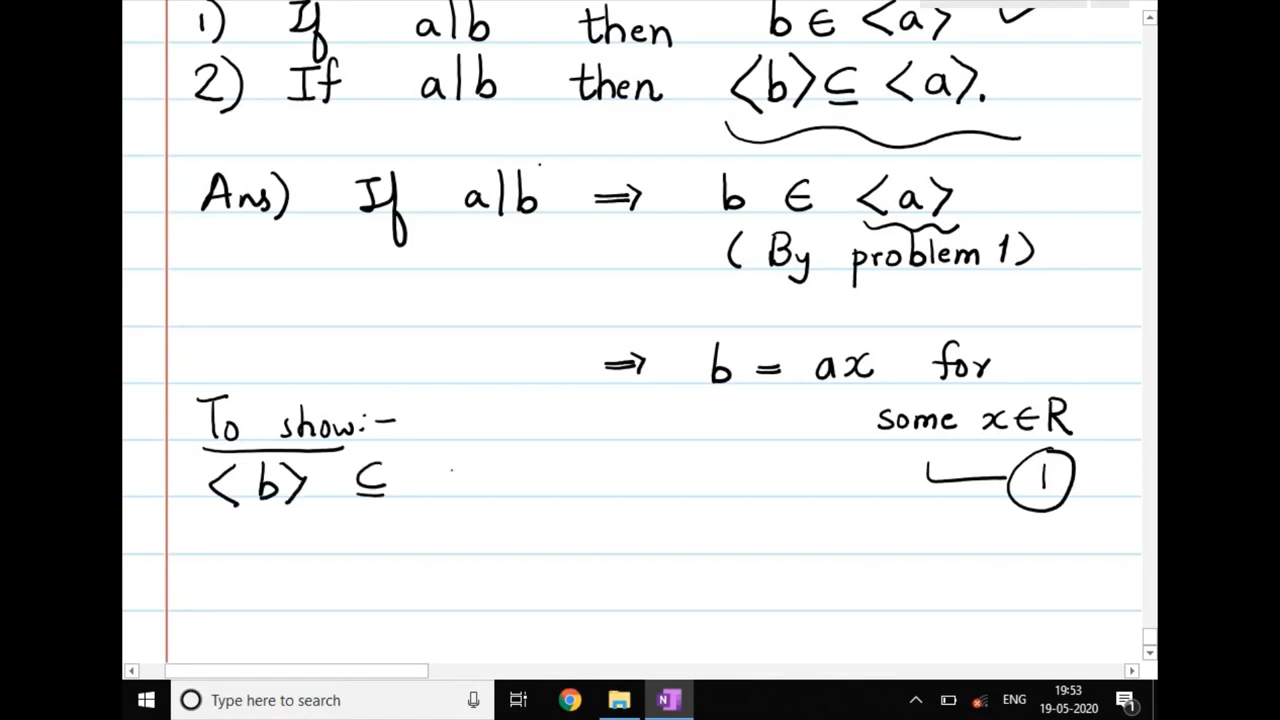 1) If a|b then b ∈ <a> ✓
2) If a|b then <b> ⊆ <a>.
Ans) If a|b ⇒ b ∈ <a>
(By problem 1)
⇒ b = ax for
some x∈R
To show:-
1
<b> ⊆
Type here to search
ENG
19:53
19-05-2020
1